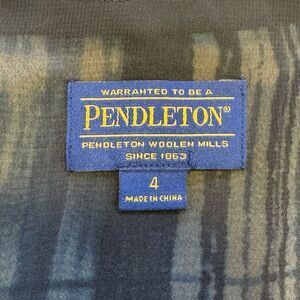 WARRANTED TO BE A
PENDLETON®
PENDLETON WOOLEN MILLS
SINCE 1863
4
MADE IN CHINA